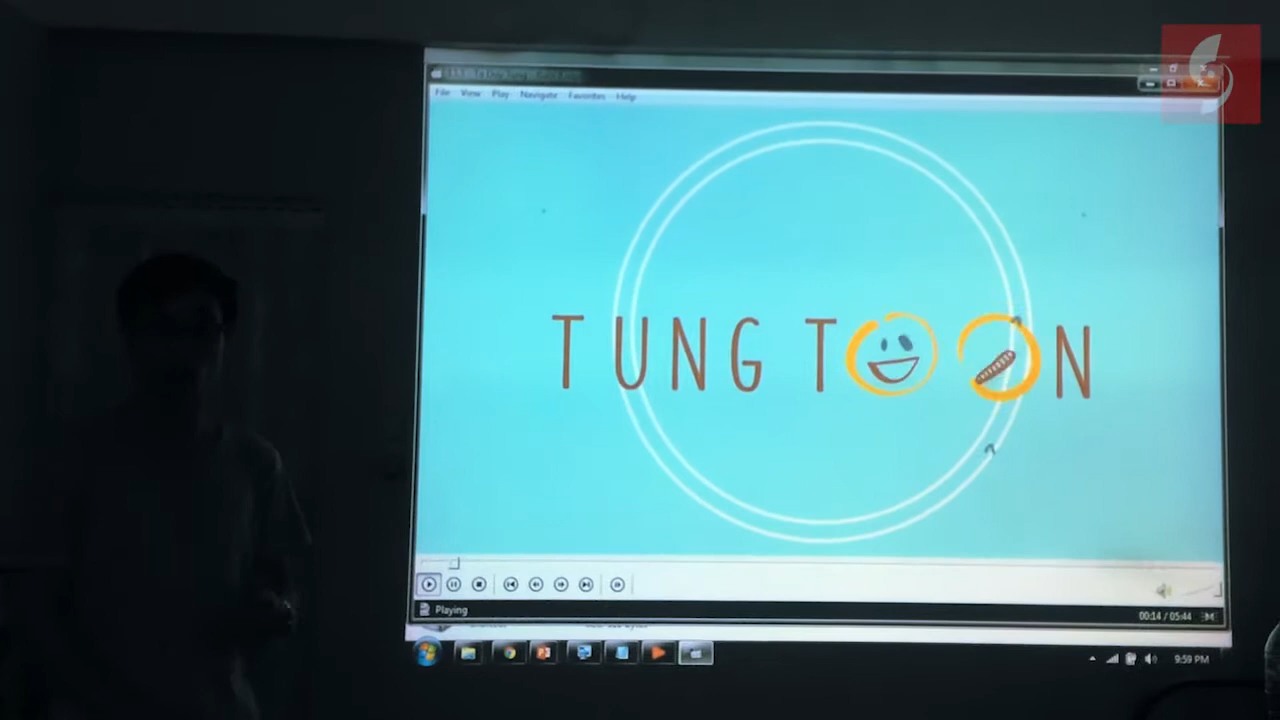 File View Play Navigate Favorites Help
TUNG TOON
Playing
00:14 / 05:44
9:59 PM